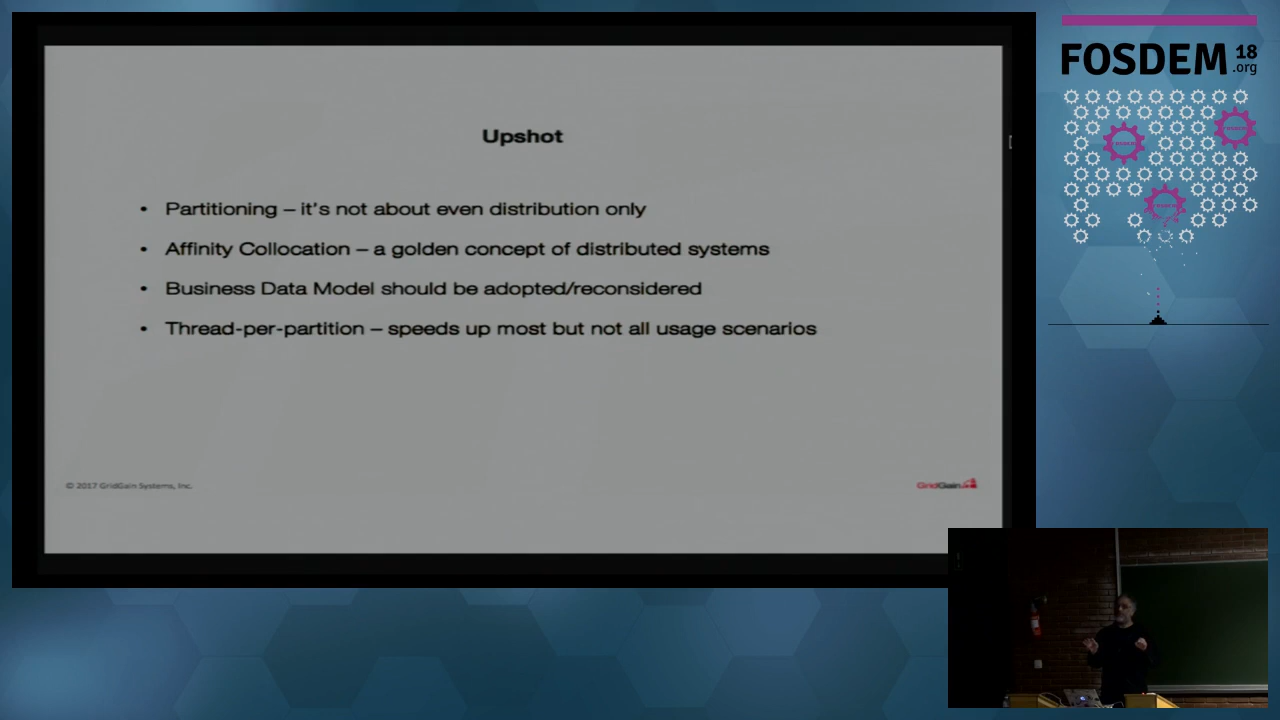 Upshot
• Partitioning – it's not about even distribution only
• Affinity Collocation – a golden concept of distributed systems
• Business Data Model should be adopted/reconsidered
• Thread-per-partition – speeds up most but not all usage scenarios
© 2017 GridGain Systems, Inc.
GridGain
FOSDEM 18
.org